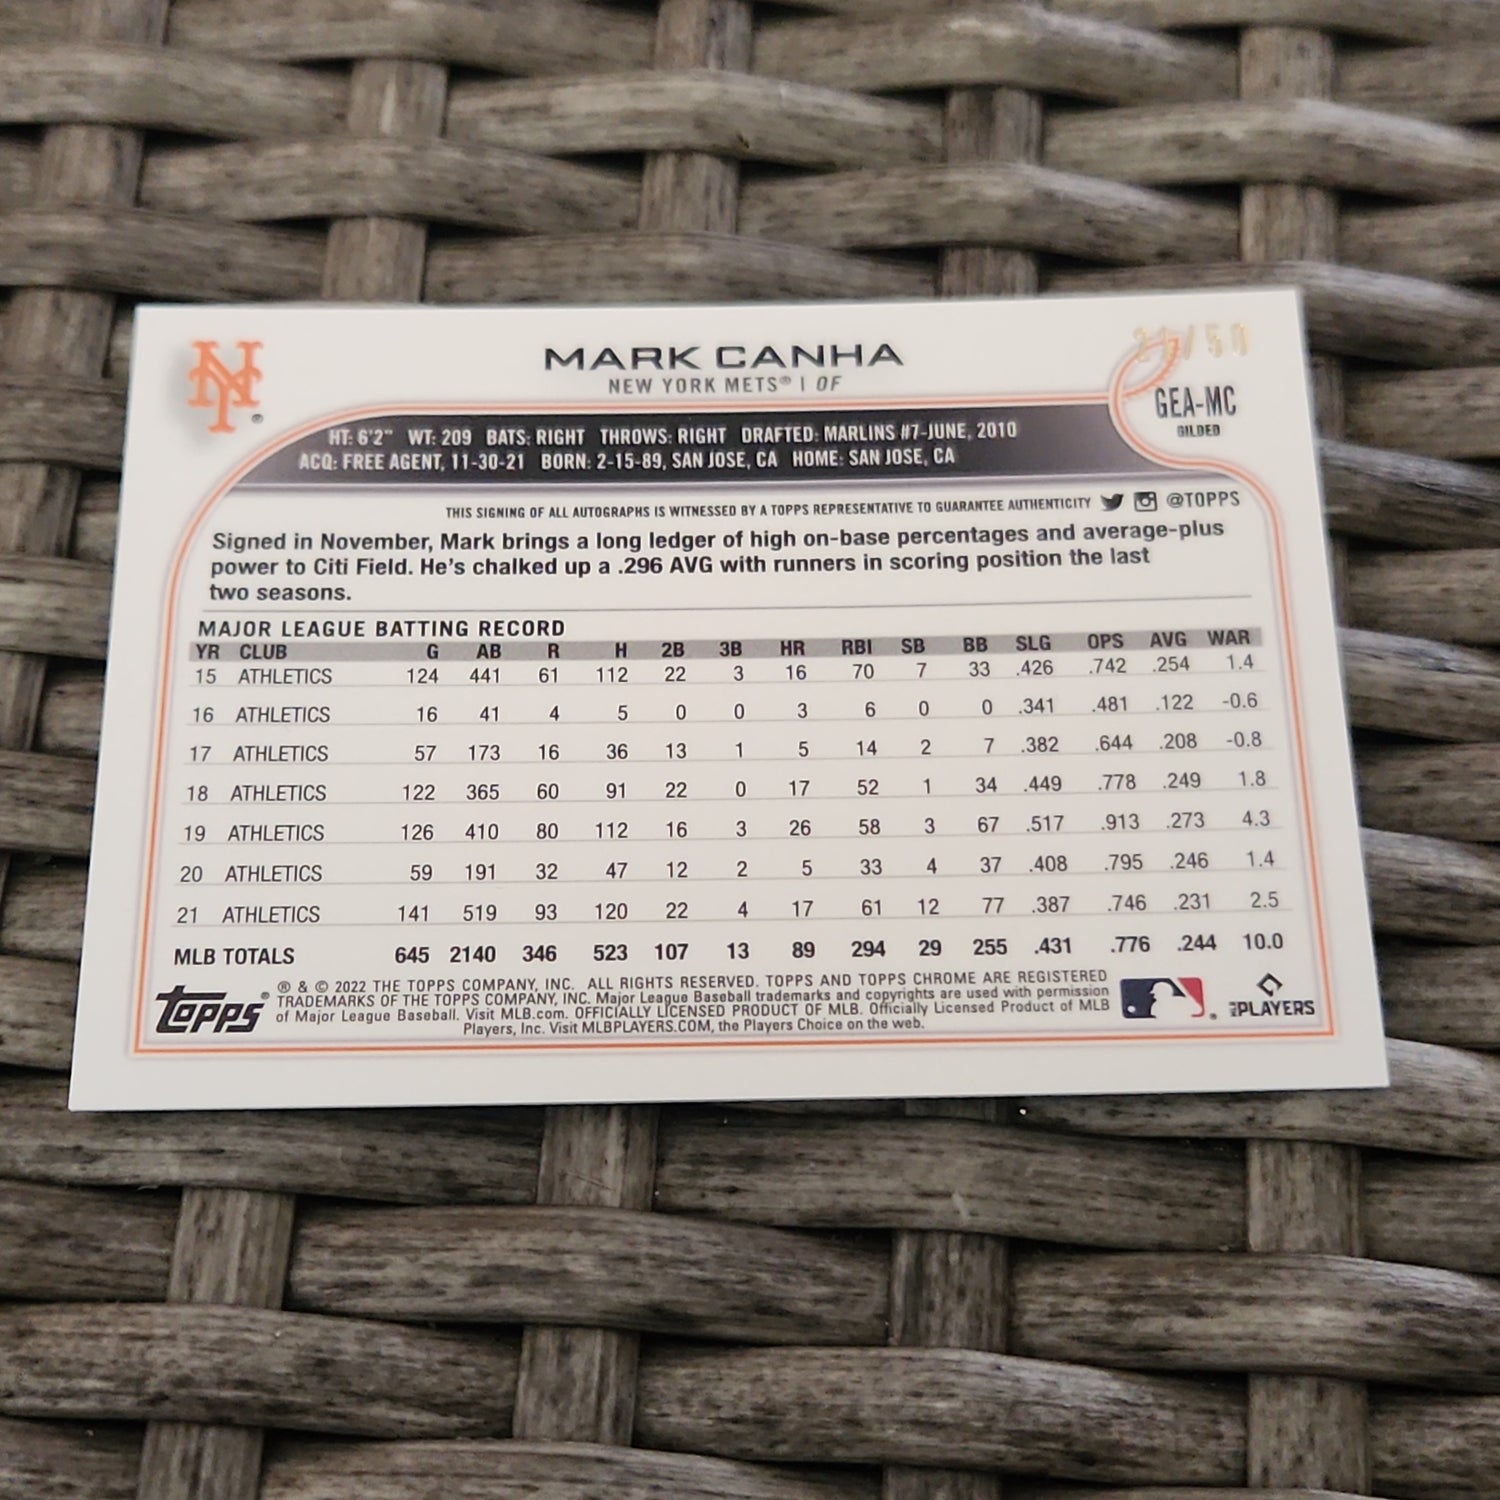 MARK CANHA
NEW YORK METS® | OF
/50
GEA-MC
GILDED
HT: 6'2" WT: 209 BATS: RIGHT THROWS: RIGHT DRAFTED: MARLINS #7-JUNE, 2010
ACQ: FREE AGENT, 11-30-21 BORN: 2-15-89, SAN JOSE, CA HOME: SAN JOSE, CA
THIS SIGNING OF ALL AUTOGRAPHS IS WITNESSED BY A TOPPS REPRESENTATIVE TO GUARANTEE AUTHENTICITY @TOPPS
Signed in November, Mark brings a long ledger of high on-base percentages and average-plus
power to Citi Field. He's chalked up a .296 AVG with runners in scoring position the last
two seasons.
MAJOR LEAGUE BATTING RECORD
YR CLUB G AB R H 2B 3B HR RBI SB BB SLG OPS AVG WAR
15 ATHLETICS 124 441 61 112 22 3 16 70 7 33 .426 .742 .254 1.4
16 ATHLETICS 16 41 4 5 0 0 3 6 0 0 .341 .481 .122 -0.6
17 ATHLETICS 57 173 16 36 13 1 5 14 2 7 .382 .644 .208 -0.8
18 ATHLETICS 122 365 60 91 22 0 17 52 1 34 .449 .778 .249 1.8
19 ATHLETICS 126 410 80 112 16 3 26 58 3 67 .517 .913 .273 4.3
20 ATHLETICS 59 191 32 47 12 2 5 33 4 37 .408 .795 .246 1.4
21 ATHLETICS 141 519 93 120 22 4 17 61 12 77 .387 .746 .231 2.5
MLB TOTALS 645 2140 346 523 107 13 89 294 29 255 .431 .776 .244 10.0
® & © 2022 THE TOPPS COMPANY, INC. ALL RIGHTS RESERVED. TOPPS AND TOPPS CHROME ARE REGISTERED
TRADEMARKS OF THE TOPPS COMPANY, INC. Major League Baseball trademarks and copyrights are used with permission
of Major League Baseball. Visit MLB.com. OFFICIALLY LICENSED PRODUCT OF MLB. Officially Licensed Product of MLB
Players, Inc. Visit MLBPLAYERS.COM, the Players Choice on the web.
topps®
MLB PLAYERS